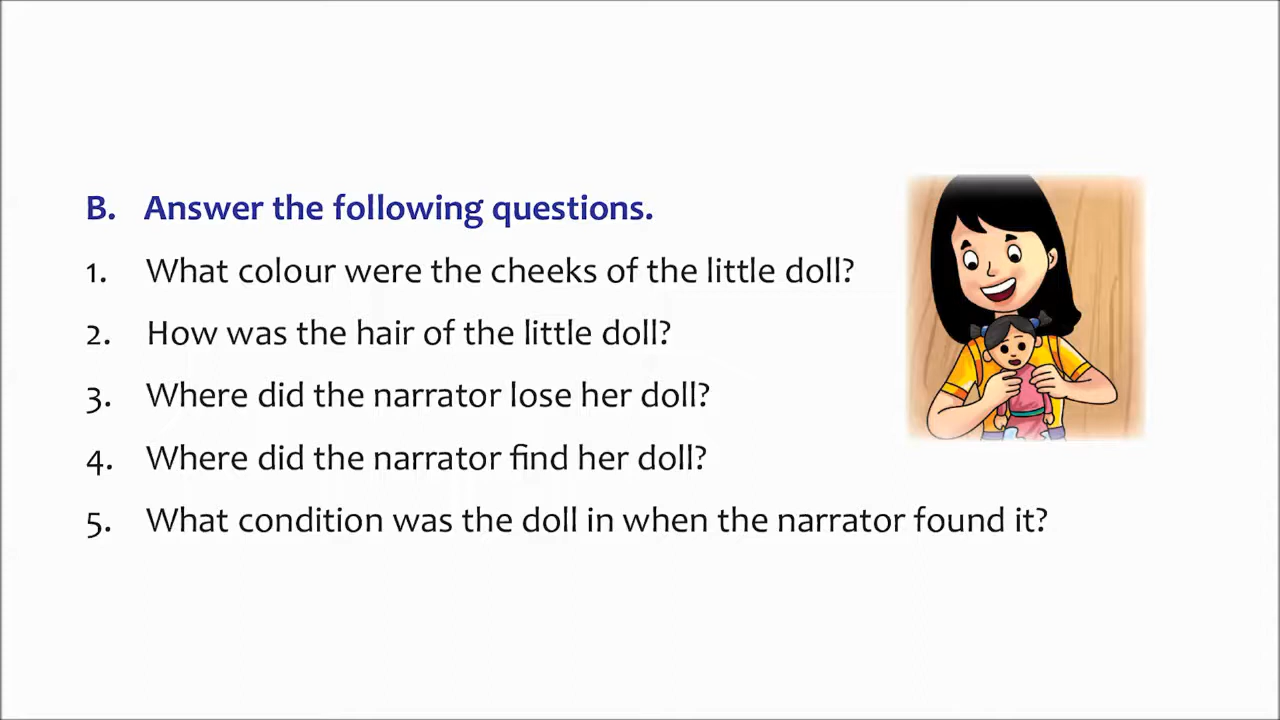 B. Answer the following questions.
1. What colour were the cheeks of the little doll?
2. How was the hair of the little doll?
3. Where did the narrator lose her doll?
4. Where did the narrator find her doll?
5. What condition was the doll in when the narrator found it?